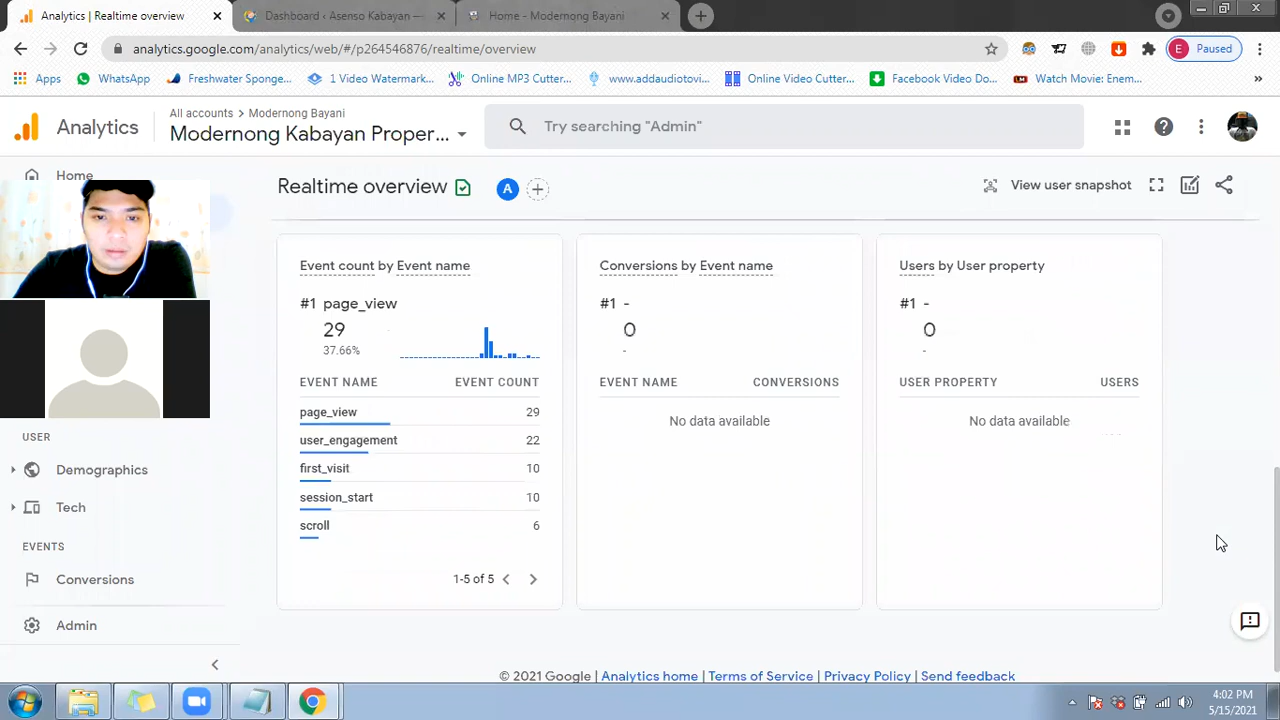 Analytics | Realtime overview
Dashboard ‹ Asenso Kabayan —
Home - Modernong Bayani
analytics.google.com/analytics/web/#/p264546876/realtime/overview
E Paused
Apps
WhatsApp
Freshwater Sponge...
1 Video Watermark...
Online MP3 Cutter...
www.addaudiotovi...
Online Video Cutter...
Facebook Video Do...
Watch Movie: Enem...
»
Analytics
All accounts > Modernong Bayani
Modernong Kabayan Proper...
Try searching "Admin"
Home
Realtime overview
A
View user snapshot
USER
Demographics
Tech
EVENTS
Conversions
Admin
Event count by Event name
#1 page_view
29
37.66%
EVENT NAME EVENT COUNT
page_view 29
user_engagement 22
first_visit 10
session_start 10
scroll 6
1-5 of 5
Conversions by Event name
#1 -
0
-
EVENT NAME CONVERSIONS
No data available
Users by User property
#1 -
0
-
USER PROPERTY USERS
No data available
© 2021 Google | Analytics home | Terms of Service | Privacy Policy | Send feedback
4:02 PM
5/15/2021